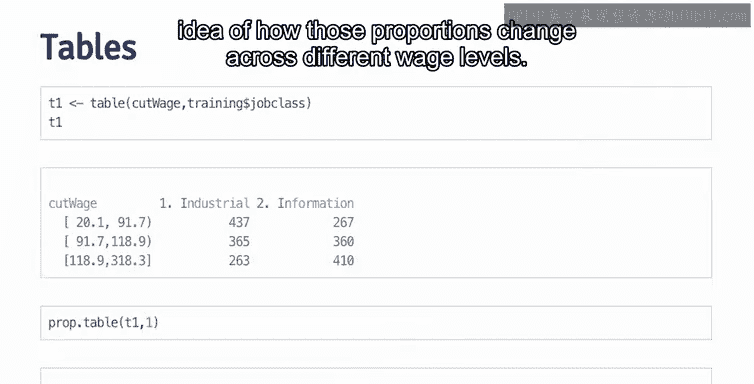 idea of how those proportions change
across different wage levels.
Tables
t1 <- table(cutWage,training$jobclass)
t1
cutWage 1. Industrial 2. Information
[ 20.1, 91.7) 437 267
[ 91.7,118.9) 365 360
[118.9,318.3] 263 410
prop.table(t1,1)